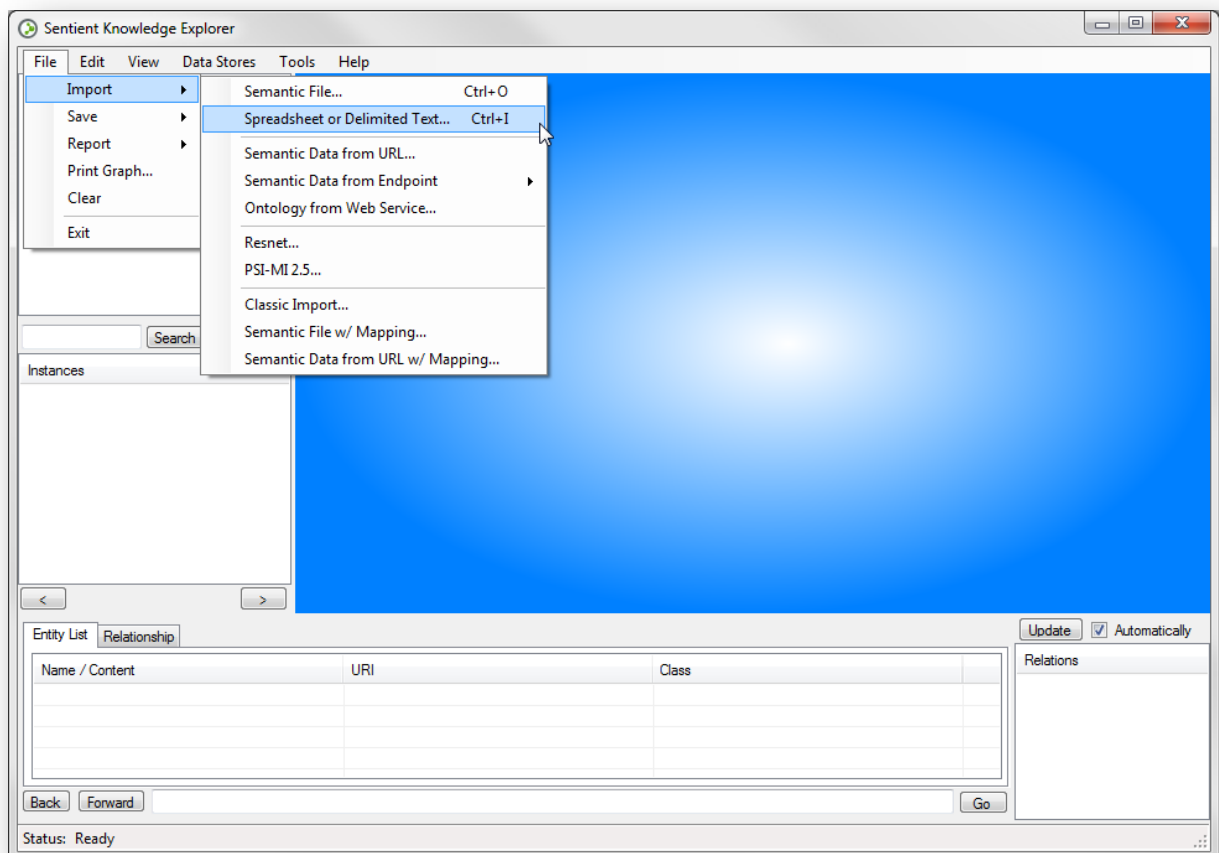 Sentient Knowledge Explorer
File Edit View Data Stores Tools Help
Import
Save
Report
Print Graph...
Clear
Exit
Semantic File... Ctrl+O
Spreadsheet or Delimited Text... Ctrl+I
Semantic Data from URL...
Semantic Data from Endpoint
Ontology from Web Service...
Resnet...
PSI-MI 2.5...
Classic Import...
Semantic File w/ Mapping...
Semantic Data from URL w/ Mapping...
Search
Instances
< >
Entity List Relationship
Update Automatically
Name / Content URI Class
Relations
Back Forward Go
Status: Ready